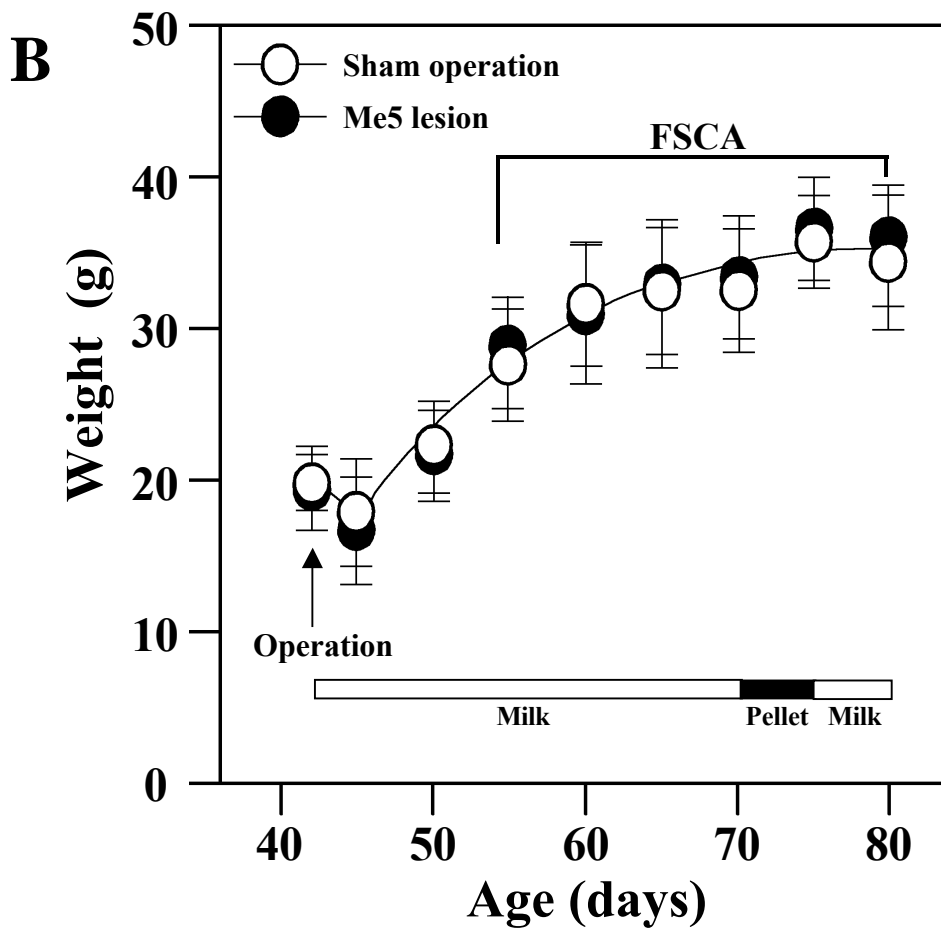 B
50
Sham operation
Me5 lesion
FSCA
40
30
20
10
0
Weight (g)
Operation
Milk
Pellet
Milk
40
50
60
70
80
Age (days)